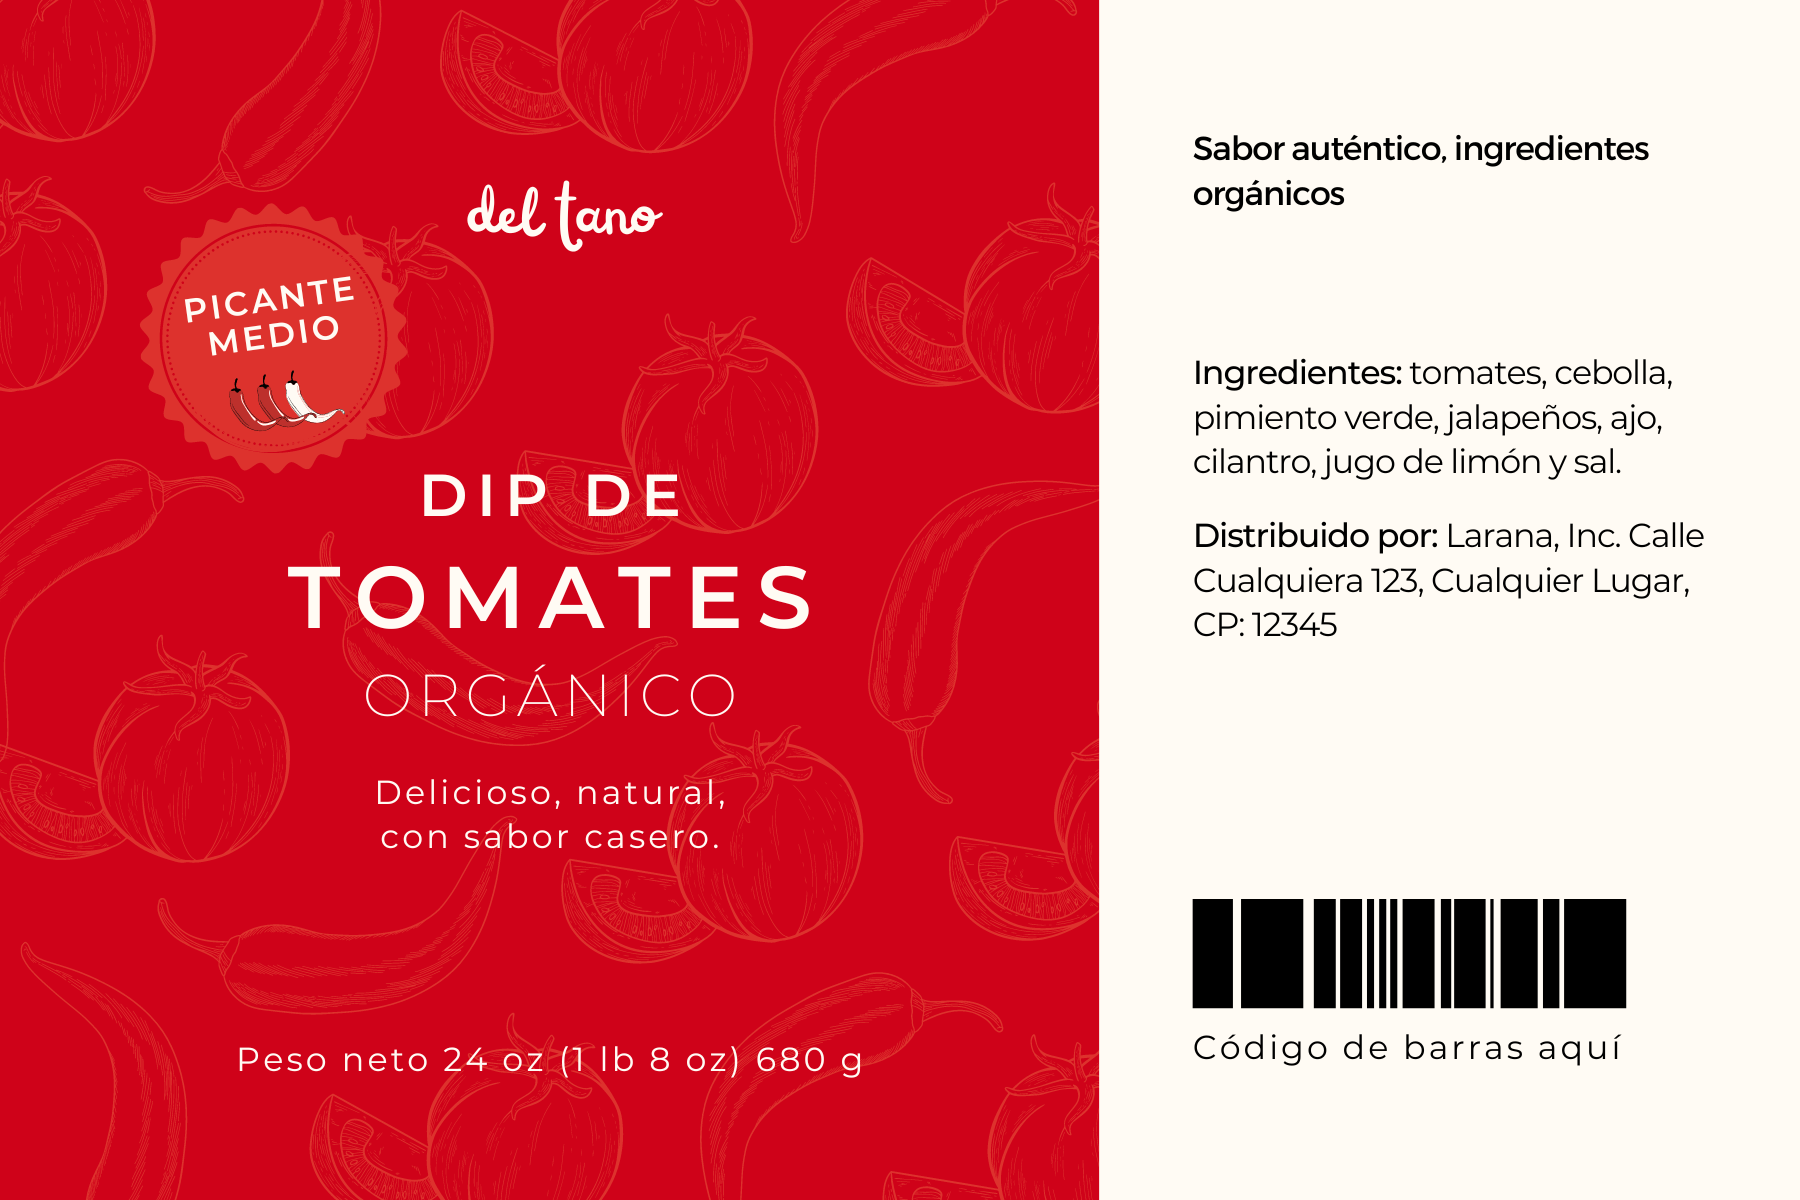 del tano
PICANTE
MEDIO
DIP DE
TOMATES
ORGÁNICO
Delicioso, natural,
con sabor casero.
Peso neto 24 oz (1 lb 8 oz) 680 g
Sabor auténtico, ingredientes
orgánicos
Ingredientes: tomates, cebolla,
pimiento verde, jalapeños, ajo,
cilantro, jugo de limón y sal.
Distribuido por: Larana, Inc. Calle
Cualquiera 123, Cualquier Lugar,
CP: 12345
Código de barras aquí